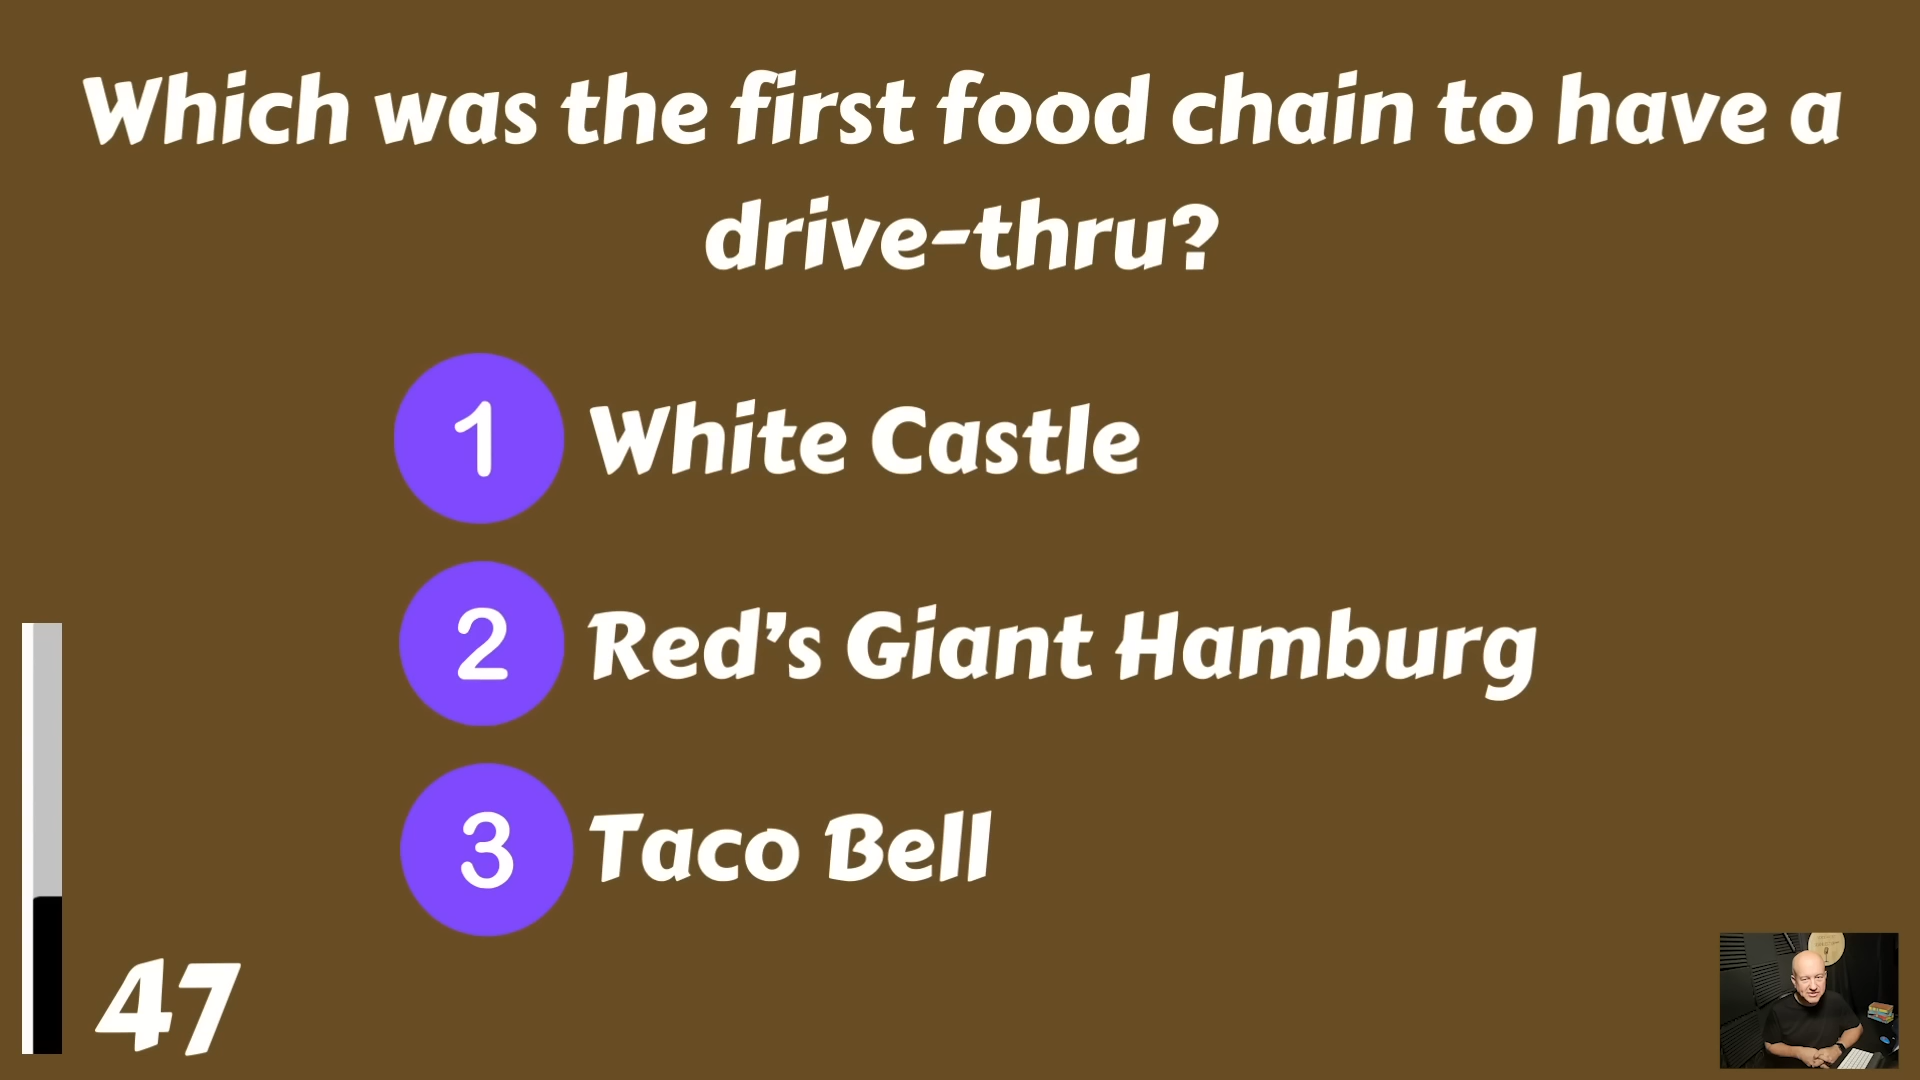 Which was the first food chain to have a
drive-thru?
1 White Castle
2 Red's Giant Hamburg
3 Taco Bell
47